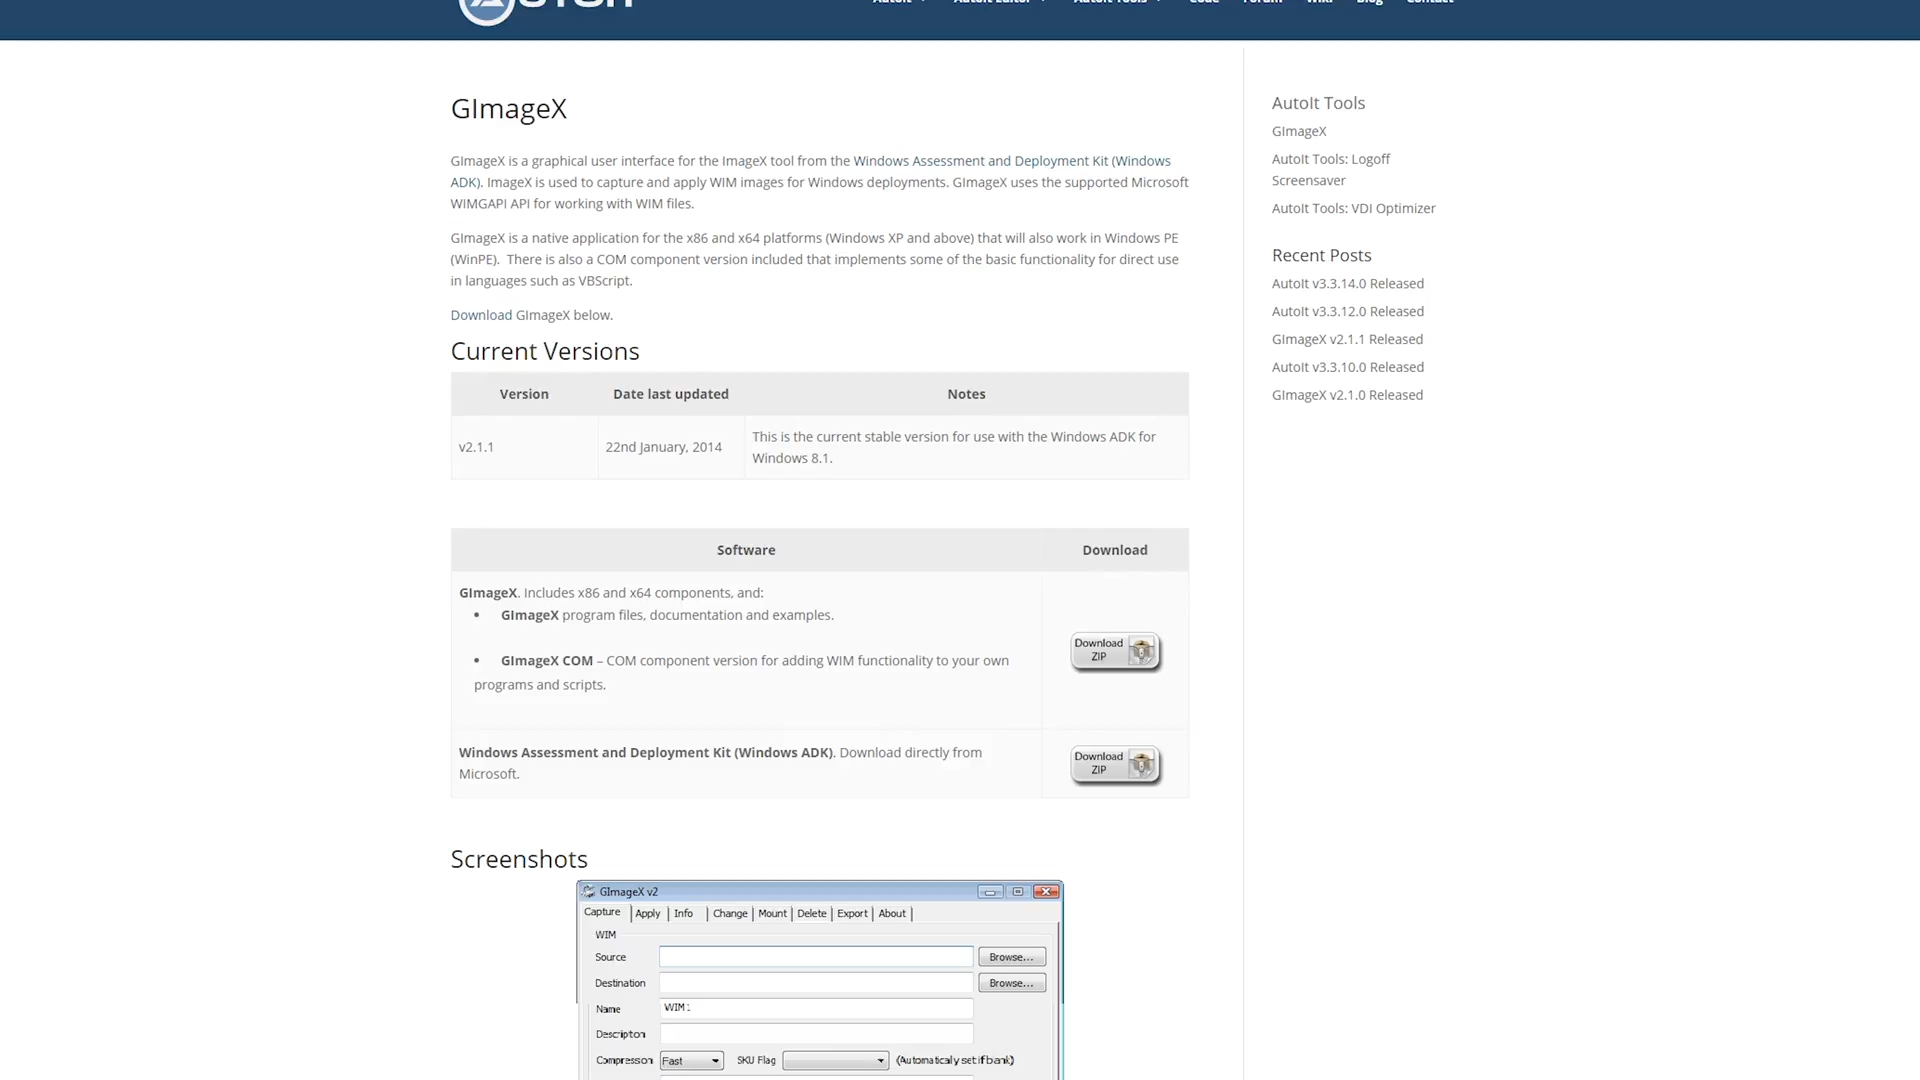 AutoIt AutoIt Editor AutoIt Tools Code Forum Wiki Blog Contact
GImageX
GImageX is a graphical user interface for the ImageX tool from the Windows Assessment and Deployment Kit (Windows
ADK). ImageX is used to capture and apply WIM images for Windows deployments. GImageX uses the supported Microsoft
WIMGAPI API for working with WIM files.
GImageX is a native application for the x86 and x64 platforms (Windows XP and above) that will also work in Windows PE
(WinPE). There is also a COM component version included that implements some of the basic functionality for direct use
in languages such as VBScript.
Download GImageX below.
Current Versions
Version Date last updated Notes
v2.1.1 22nd January, 2014 This is the current stable version for use with the Windows ADK for
Windows 8.1.
Software Download
GImageX. Includes x86 and x64 components, and:
• GImageX program files, documentation and examples.
• GImageX COM – COM component version for adding WIM functionality to your own
programs and scripts.
Download
ZIP
Windows Assessment and Deployment Kit (Windows ADK). Download directly from
Microsoft.
Download
ZIP
Screenshots
GImageX v2
Capture Apply Info Change Mount Delete Export About
WIM
Source Browse...
Destination Browse...
Name WIM1
Description
Compression Fast SKU Flag (Automatically set if blank)
AutoIt Tools
GImageX
AutoIt Tools: Logoff
Screensaver
AutoIt Tools: VDI Optimizer
Recent Posts
AutoIt v3.3.14.0 Released
AutoIt v3.3.12.0 Released
GImageX v2.1.1 Released
AutoIt v3.3.10.0 Released
GImageX v2.1.0 Released